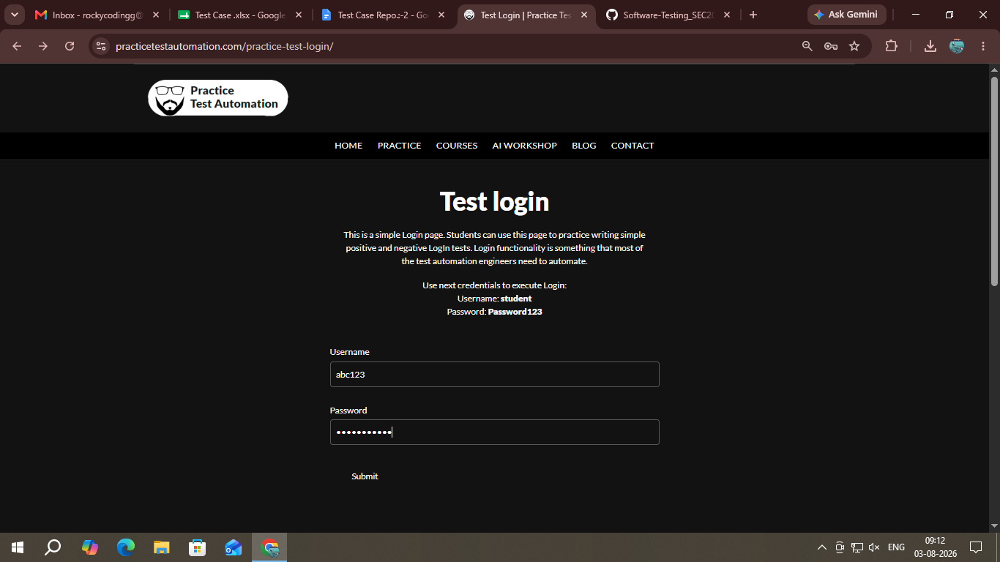 Inbox - rockycodingg@
Test Case .xlsx - Google
Test Case Repo.:-2 - Goo
Test Login | Practice Tes
Software-Testing_SEC20
Ask Gemini
practicetestautomation.com/practice-test-login/
Practice
Test Automation
HOME PRACTICE COURSES AI WORKSHOP BLOG CONTACT
Test login
This is a simple Login page. Students can use this page to practice writing simple
positive and negative LogIn tests. Login functionality is something that most of
the test automation engineers need to automate.
Use next credentials to execute Login:
Username: student
Password: Password123
Username
abc123
Password
•••••••••••
Submit
ENG
09:12
03-08-2026